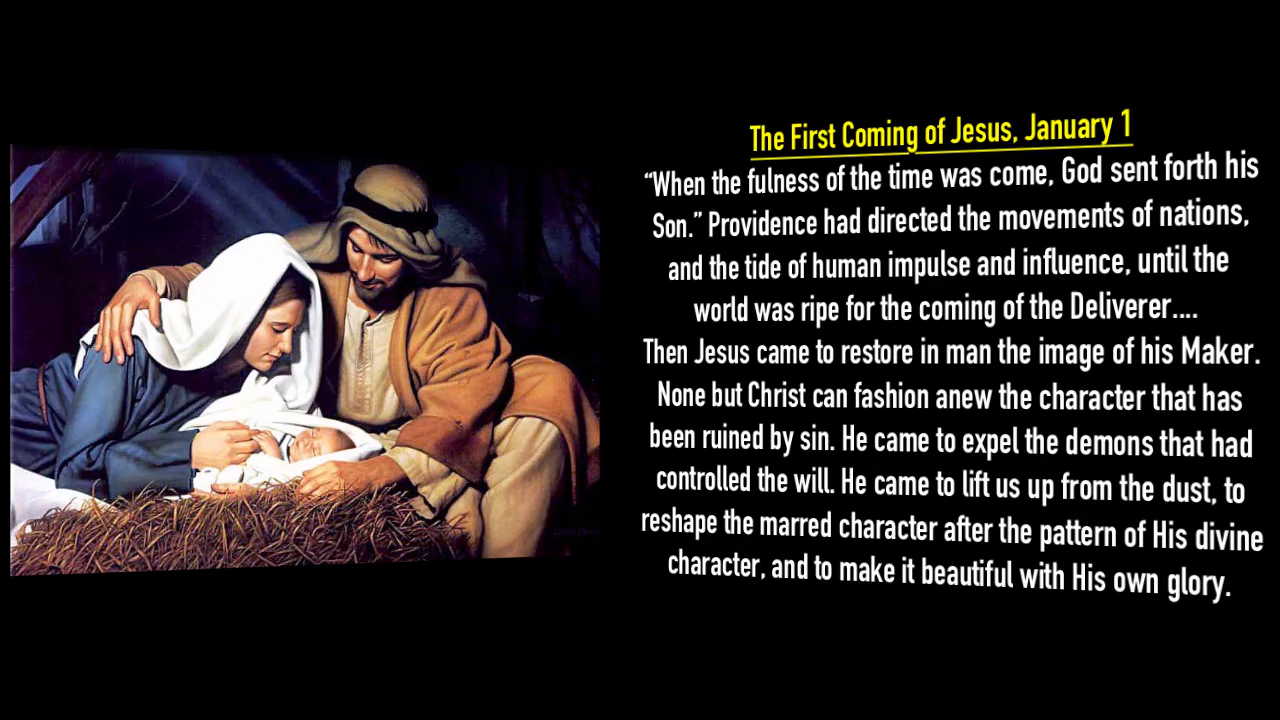 The First Coming of Jesus, January 1
“When the fulness of the time was come, God sent forth his
Son.” Providence had directed the movements of nations,
and the tide of human impulse and influence, until the
world was ripe for the coming of the Deliverer....
Then Jesus came to restore in man the image of his Maker.
None but Christ can fashion anew the character that has
been ruined by sin. He came to expel the demons that had
controlled the will. He came to lift us up from the dust, to
reshape the marred character after the pattern of His divine
character, and to make it beautiful with His own glory.